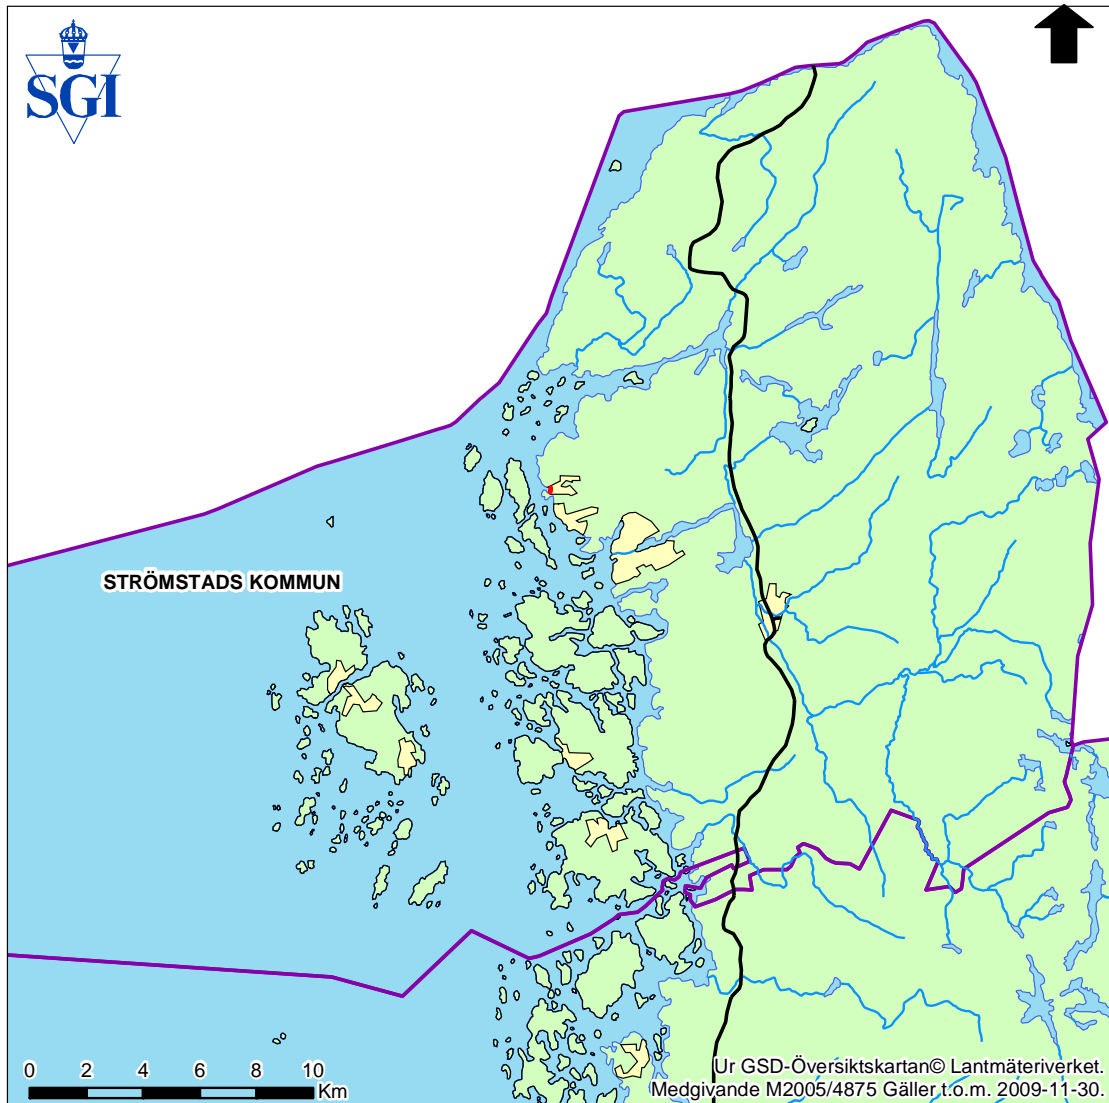 SGI
STRÖMSTADS KOMMUN
0 2 4 6 8 10
Km
Ur GSD-Översiktskartan© Lantmäteriverket.
Medgivande M2005/4875 Gäller t.o.m. 2009-11-30.